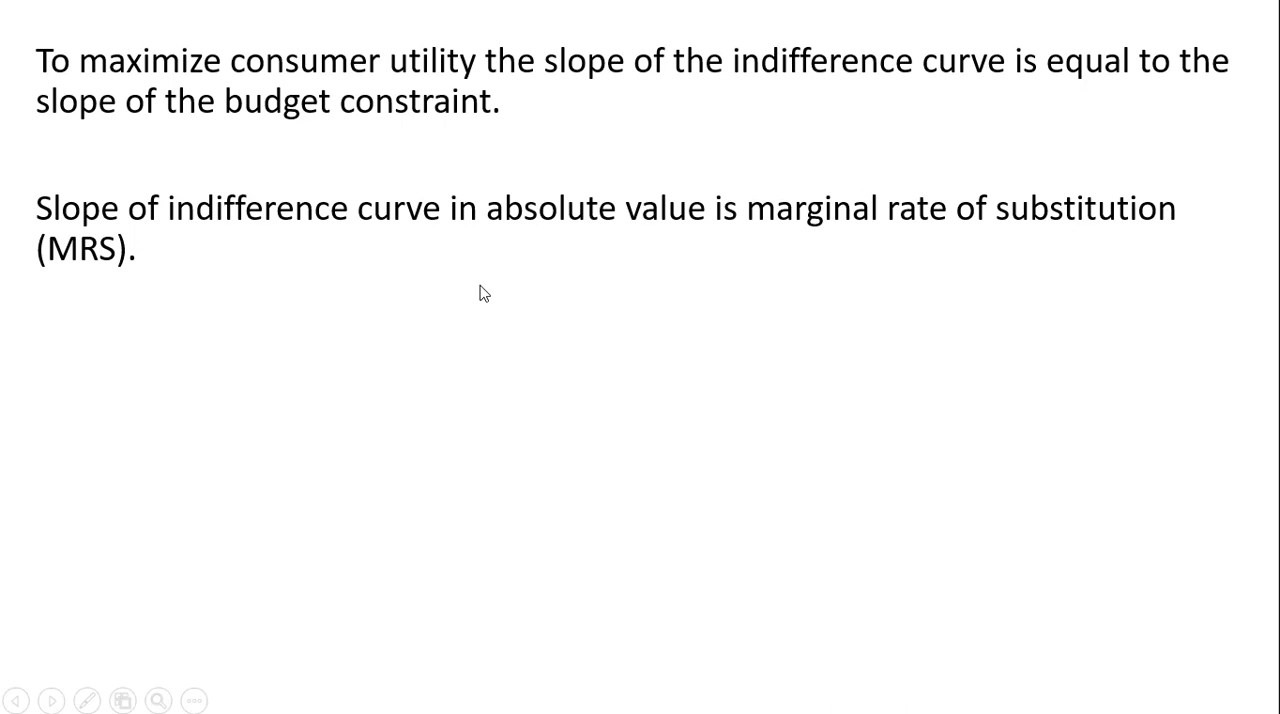 To maximize consumer utility the slope of the indifference curve is equal to the
slope of the budget constraint.
Slope of indifference curve in absolute value is marginal rate of substitution
(MRS).